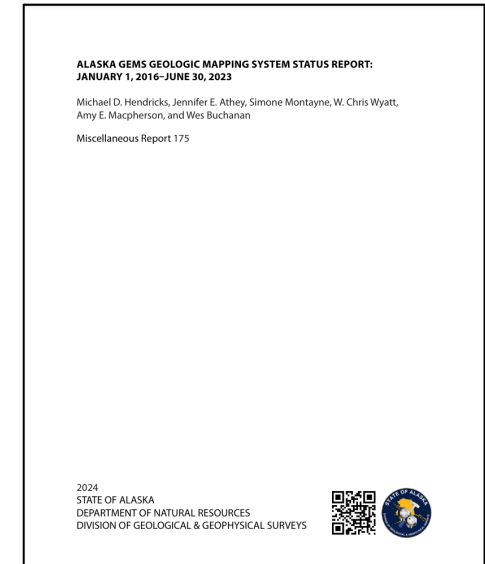 ALASKA GEMS GEOLOGIC MAPPING SYSTEM STATUS REPORT:
JANUARY 1, 2016–JUNE 30, 2023
Michael D. Hendricks, Jennifer E. Athey, Simone Montayne, W. Chris Wyatt,
Amy E. Macpherson, and Wes Buchanan
Miscellaneous Report 175
2024
STATE OF ALASKA
DEPARTMENT OF NATURAL RESOURCES
DIVISION OF GEOLOGICAL & GEOPHYSICAL SURVEYS
STATE OF ALASKA